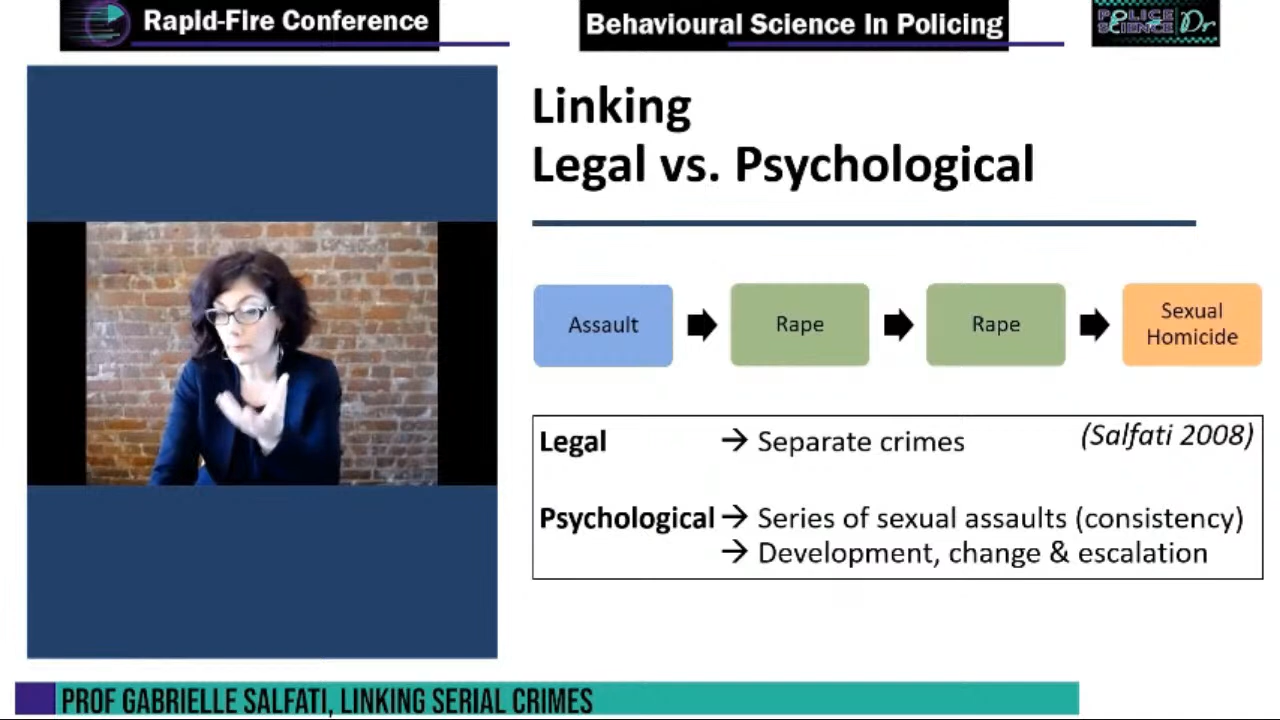 Rapid-Fire Conference
Behavioural Science In Policing
POLICE
SCIENCE Dr
Linking
Legal vs. Psychological
Assault
Rape
Rape
Sexual
Homicide
Legal → Separate crimes (Salfati 2008)
Psychological → Series of sexual assaults (consistency)
→ Development, change & escalation
PROF GABRIELLE SALFATI, LINKING SERIAL CRIMES